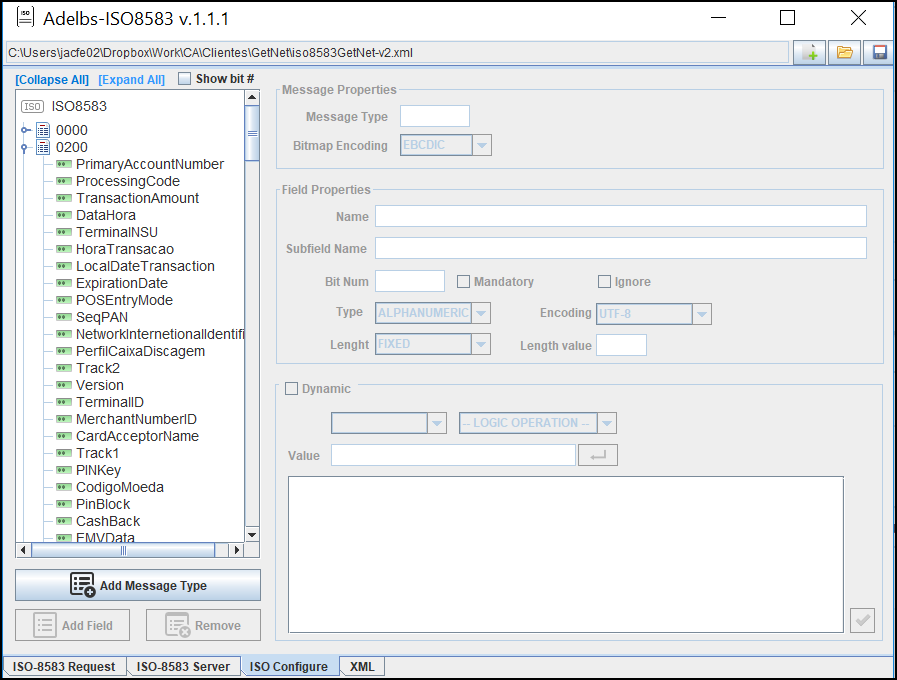 ISO Adelbs-ISO8583 v.1.1.1
C:\Users\jacfe02\Dropbox\Work\CA\Clientes\GetNet\iso8583GetNet-v2.xml
[Collapse All] [Expand All] Show bit #
ISO ISO8583
0000
0200
PrimaryAccountNumber
ProcessingCode
TransactionAmount
DataHora
TerminalNSU
HoraTransacao
LocalDateTransaction
ExpirationDate
POSEntryMode
SeqPAN
NetworkInternetionalIdentifi
PerfilCaixaDiscagem
Track2
Version
TerminalID
MerchantNumberID
CardAcceptorName
Track1
PINKey
CodigoMoeda
PinBlock
CashBack
EMVData
Add Message Type
Add Field Remove
Message Properties
Message Type
Bitmap Encoding EBCDIC
Field Properties
Name
Subfield Name
Bit Num Mandatory Ignore
Type ALPHANUMERIC Encoding UTF-8
Lenght FIXED Length value
Dynamic
-- LOGIC OPERATION --
Value
ISO-8583 Request ISO-8583 Server ISO Configure XML